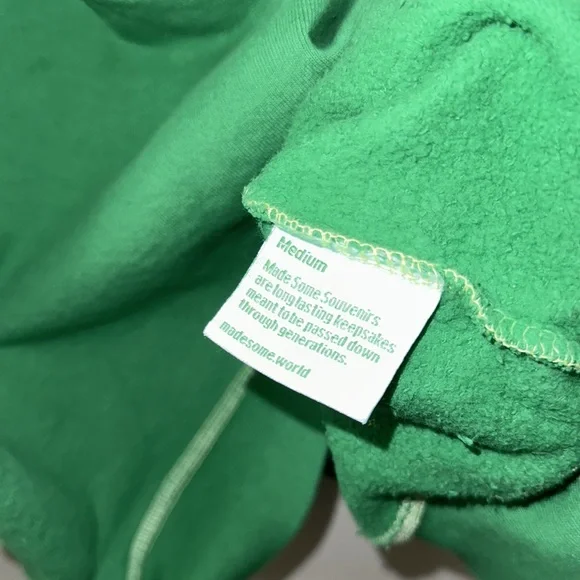 Medium
Made Some Souvenirs
are long lasting keepsakes
meant to be passed down
through generations.
madesome.world